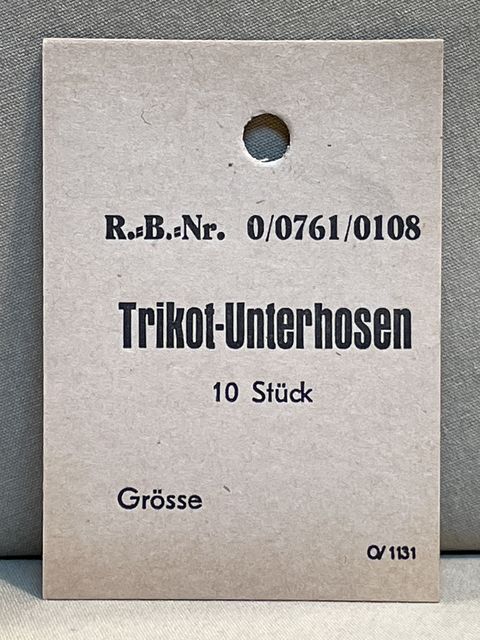 R.-B.-Nr. 0/0761/0108
Trikot-Unterhosen
10 Stück
Grösse
O/ 1131